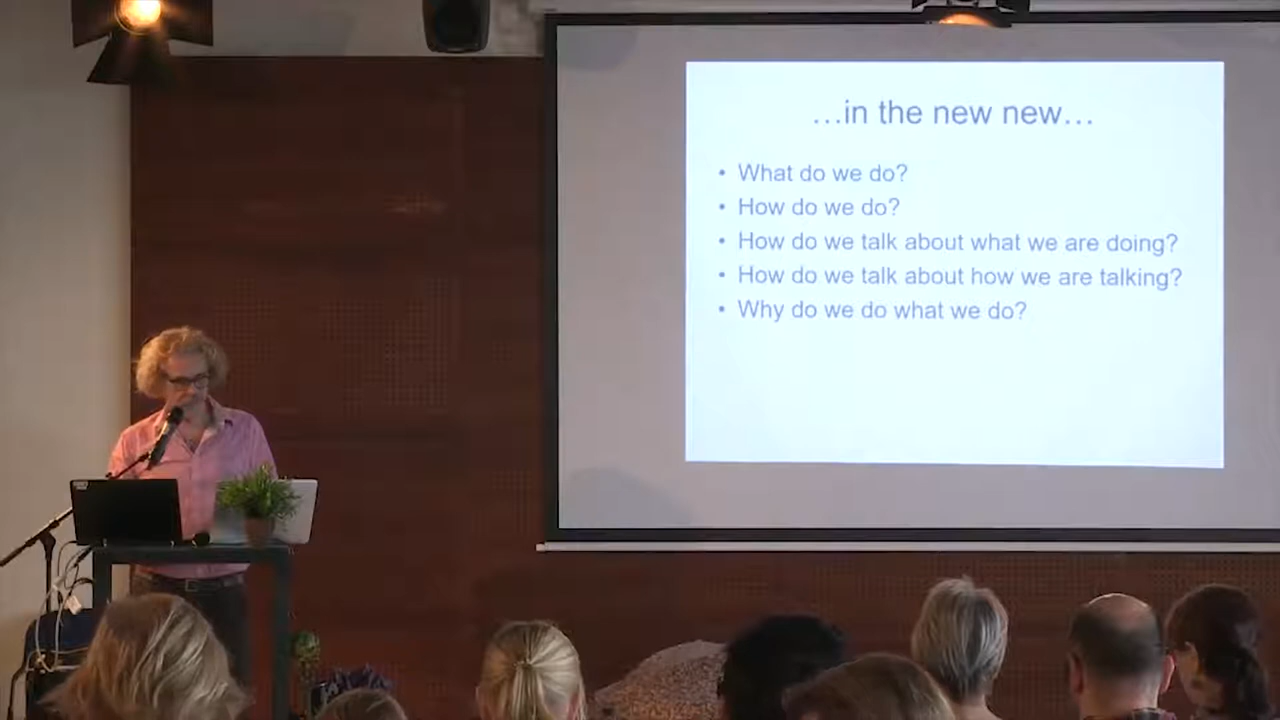 ...in the new new...
• What do we do?
• How do we do?
• How do we talk about what we are doing?
• How do we talk about how we are talking?
• Why do we do what we do?